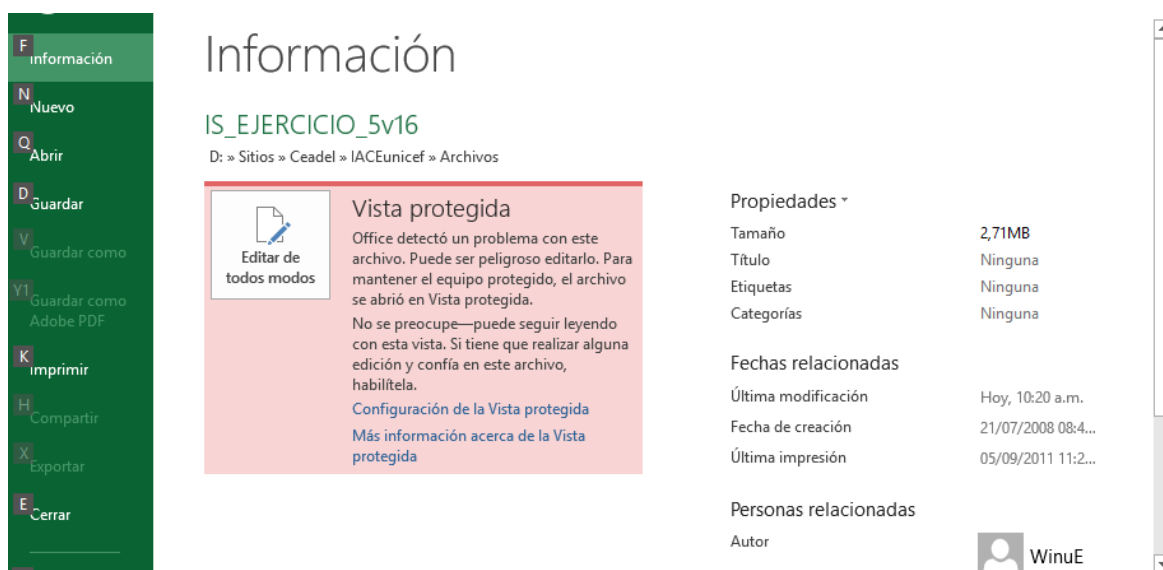 F
Información
N
Nuevo
Q
Abrir
D
Guardar
V
Guardar como
Y1
Guardar como
Adobe PDF
K
Imprimir
H
Compartir
X
Exportar
E
Cerrar
Información
IS_EJERCICIO_5v16
D: » Sitios » Ceadel » IACEunicef » Archivos
Editar de
todos modos
Vista protegida
Office detectó un problema con este
archivo. Puede ser peligroso editarlo. Para
mantener el equipo protegido, el archivo
se abrió en Vista protegida.
No se preocupe—puede seguir leyendo
con esta vista. Si tiene que realizar alguna
edición y confía en este archivo,
habilítela.
Configuración de la Vista protegida
Más información acerca de la Vista
protegida
Propiedades
Tamaño 2,71MB
Título Ninguna
Etiquetas Ninguna
Categorías Ninguna
Fechas relacionadas
Última modificación Hoy, 10:20 a.m.
Fecha de creación 21/07/2008 08:4...
Última impresión 05/09/2011 11:2...
Personas relacionadas
Autor WinuE